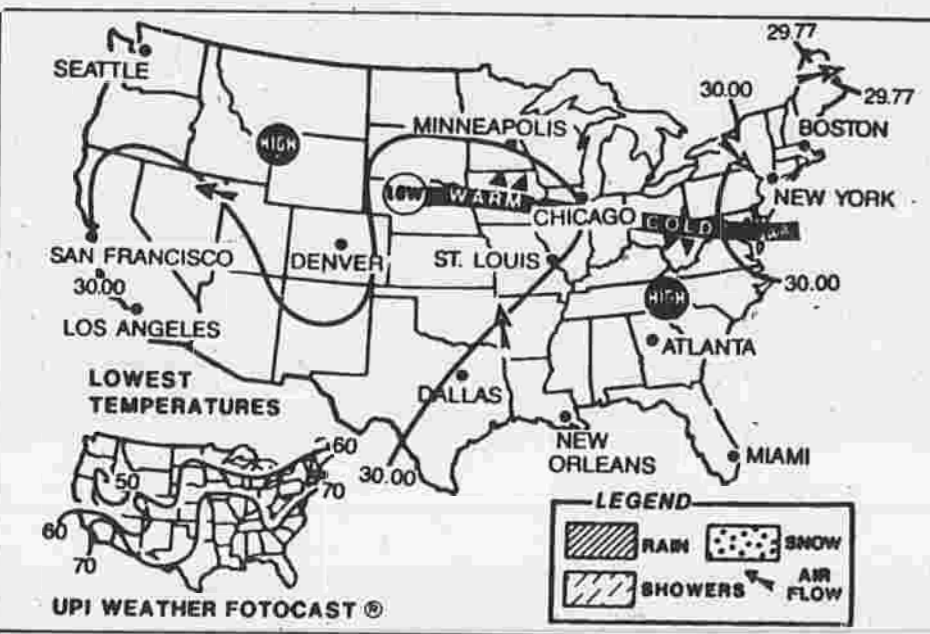 29.77
SEATTLE
30.00
29.77
MINNEAPOLIS
BOSTON
HIGH
LOW
WARM
NEW YORK
CHICAGO
COLD
SAN FRANCISCO
DENVER
ST. LOUIS
30.00
30.00
HIGH
LOS ANGELES
ATLANTA
LOWEST
TEMPERATURES
DALLAS
NEW
ORLEANS
MIAMI
60
30.00
50
70
60
70
LEGEND
RAIN
SNOW
SHOWERS
AIR
FLOW
UPI WEATHER FOTOCAST ®